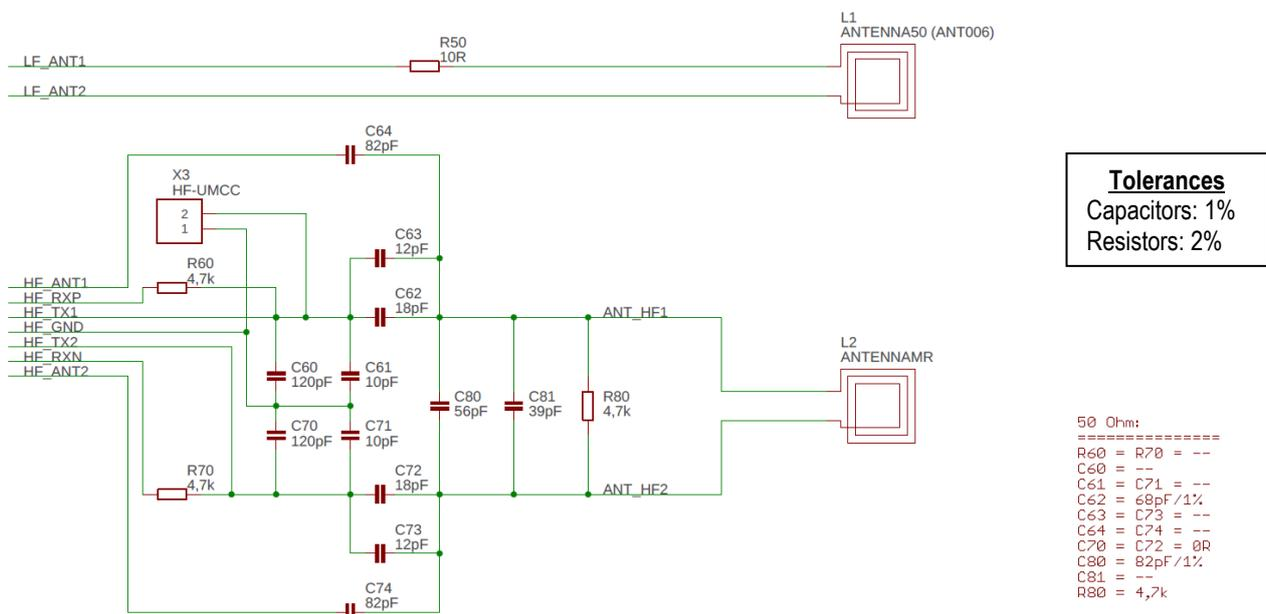 L1
ANTENNA50 (ANT006)
R50
10R
LF_ANT1
LF_ANT2
C64
82pF
X3
HF-UMCC
2
1
Tolerances
Capacitors: 1%
Resistors: 2%
C63
12pF
R60
4,7k
HF_ANT1
HF_RXP
HF_TX1
HF_GND
HF_TX2
HF_RXN
HF_ANT2
C62
18pF
ANT_HF1
L2
ANTENNAMR
C60
120pF
C61
10pF
C80
56pF
C81
39pF
R80
4,7k
C70
120pF
C71
10pF
R70
4,7k
C72
18pF
ANT_HF2
C73
12pF
C74
82pF
50 Ohm:
===============
R60 = R70 = --
C60 = --
C61 = C71 = --
C62 = 68pF/1%
C63 = C73 = --
C64 = C74 = --
C70 = C72 = 0R
C80 = 82pF/1%
C81 = --
R80 = 4,7k